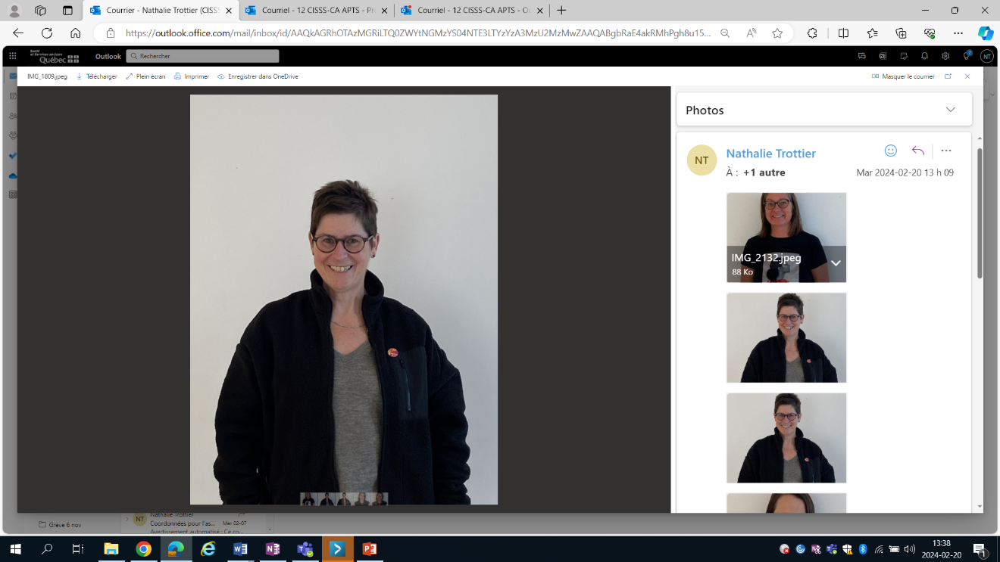 Courrier - Nathalie Trottier (CISSS
Courriel - 12 CISSS-CA APTS - Pr
Courriel - 12 CISSS-CA APTS - O
https://outlook.office.com/mail/inbox/id/
Santé et Services sociaux
Québec
Outlook
Rechercher
NT
IMG_1809.jpeg
Télécharger
Plein écran
Imprimer
Enregistrer dans OneDrive
Masquer le courrier
Photos
NT
Nathalie Trottier
À : +1 autre
Mar 2024-02-20 13 h 09
IMG_2132.jpeg
88 Ko
Grève 6 nov
NT
Nathalie Trottier
Coordonnées pour l'as...
Mar 02-07
Avertissement automatisé : Ce co
13:38
2024-02-20
1